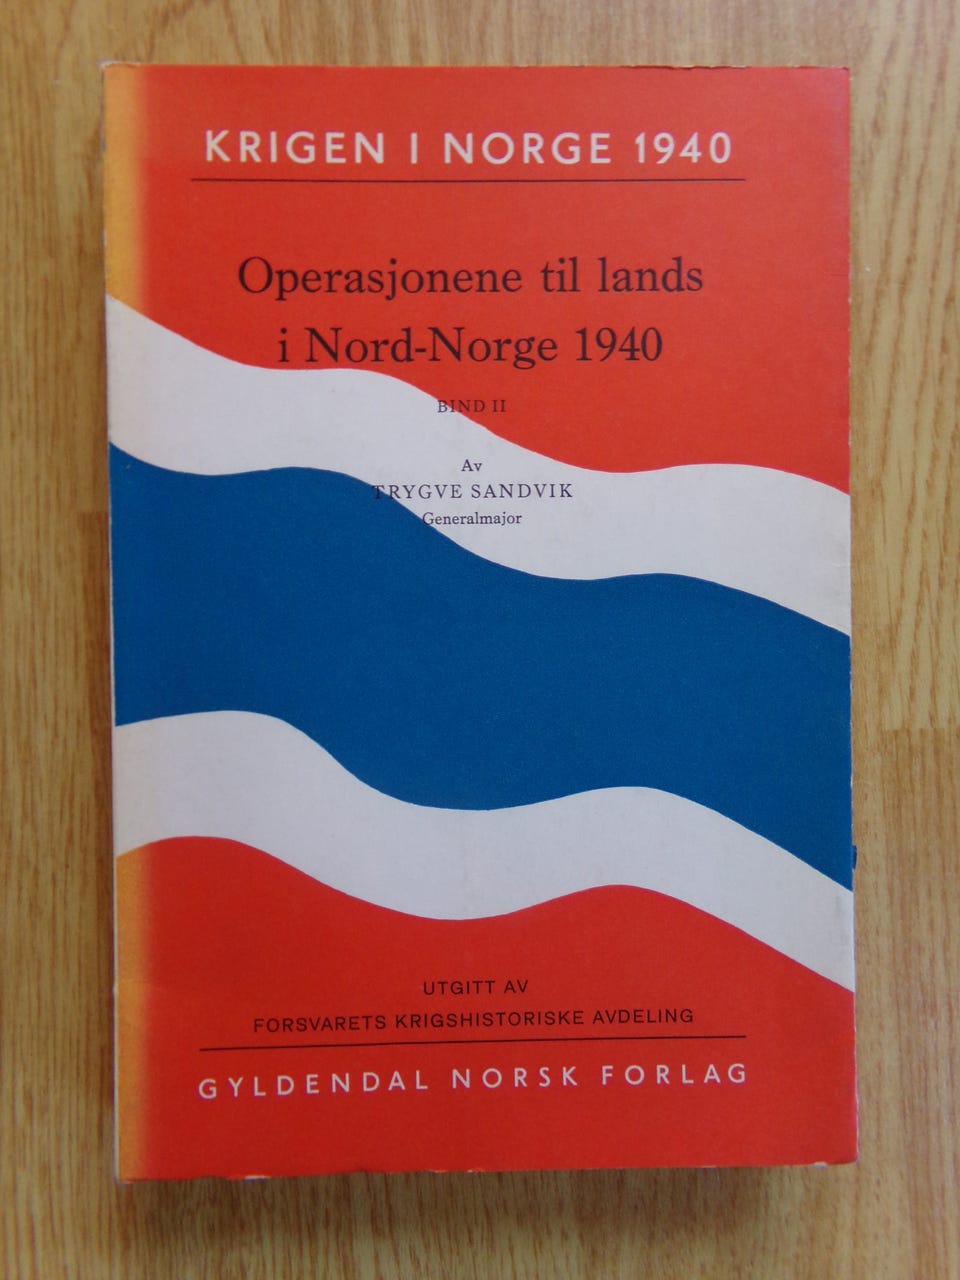 KRIGEN I NORGE 1940
Operasjonene til lands
i Nord-Norge 1940
BIND II
Av
TRYGVE SANDVIK
Generalmajor
UTGITT AV
FORSVARETS KRIGSHISTORISKE AVDELING
GYLDENDAL NORSK FORLAG